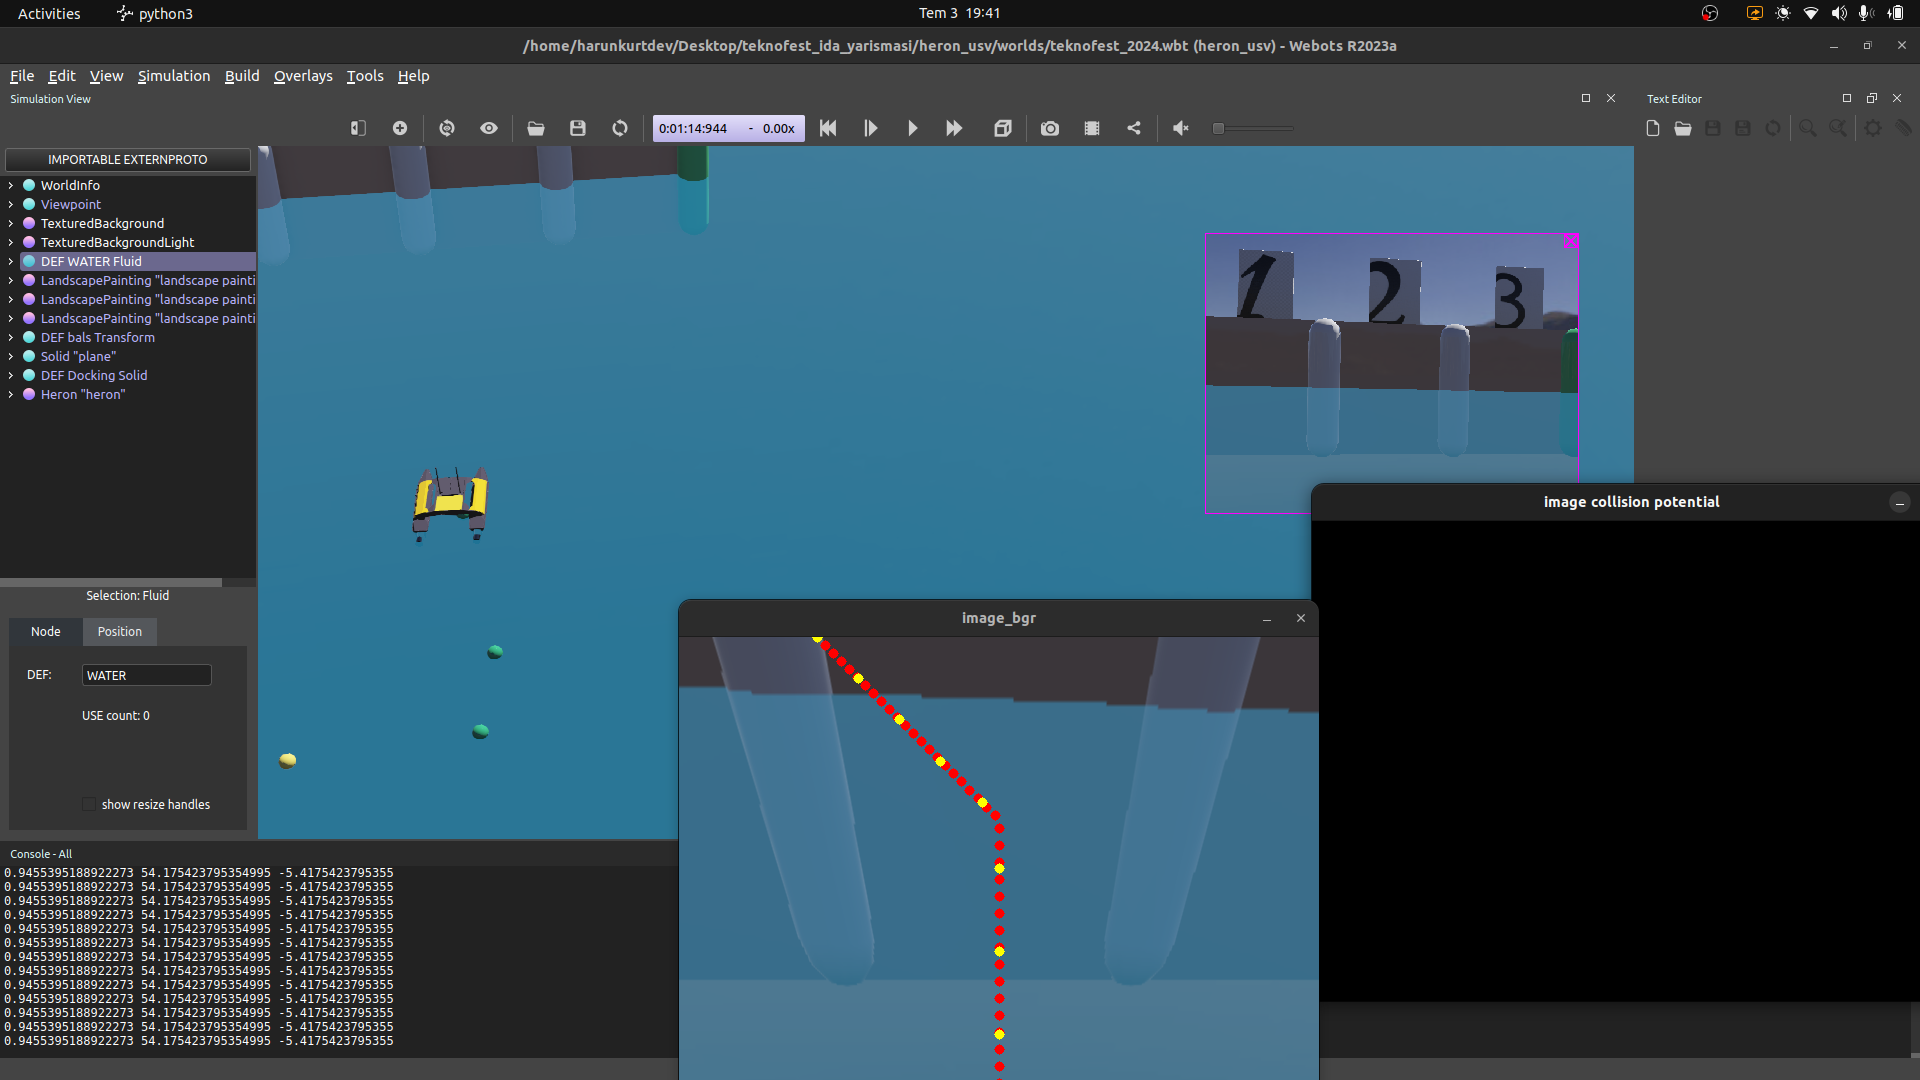 Activities python3 Tem 3 19:41
/home/harunkurtdev/Desktop/teknofest_ida_yarismasi/heron_usv/worlds/teknofest_2024.wbt (heron_usv) - Webots R2023a
File Edit View Simulation Build Overlays Tools Help
Simulation View
Text Editor
0:01:14:944 - 0.00x
IMPORTABLE EXTERNPROTO
WorldInfo
Viewpoint
TexturedBackground
TexturedBackgroundLight
DEF WATER Fluid
LandscapePainting "landscape painti
LandscapePainting "landscape painti
LandscapePainting "landscape painti
DEF bals Transform
Solid "plane"
DEF Docking Solid
Heron "heron"
1 2 3
image collision potential
Selection: Fluid
Node Position
DEF: WATER
USE count: 0
show resize handles
image_bgr
Console - All
0.9455395188922273 54.175423795354995 -5.4175423795355
0.9455395188922273 54.175423795354995 -5.4175423795355
0.9455395188922273 54.175423795354995 -5.4175423795355
0.9455395188922273 54.175423795354995 -5.4175423795355
0.9455395188922273 54.175423795354995 -5.4175423795355
0.9455395188922273 54.175423795354995 -5.4175423795355
0.9455395188922273 54.175423795354995 -5.4175423795355
0.9455395188922273 54.175423795354995 -5.4175423795355
0.9455395188922273 54.175423795354995 -5.4175423795355
0.9455395188922273 54.175423795354995 -5.4175423795355
0.9455395188922273 54.175423795354995 -5.4175423795355
0.9455395188922273 54.175423795354995 -5.4175423795355
0.9455395188922273 54.175423795354995 -5.4175423795355